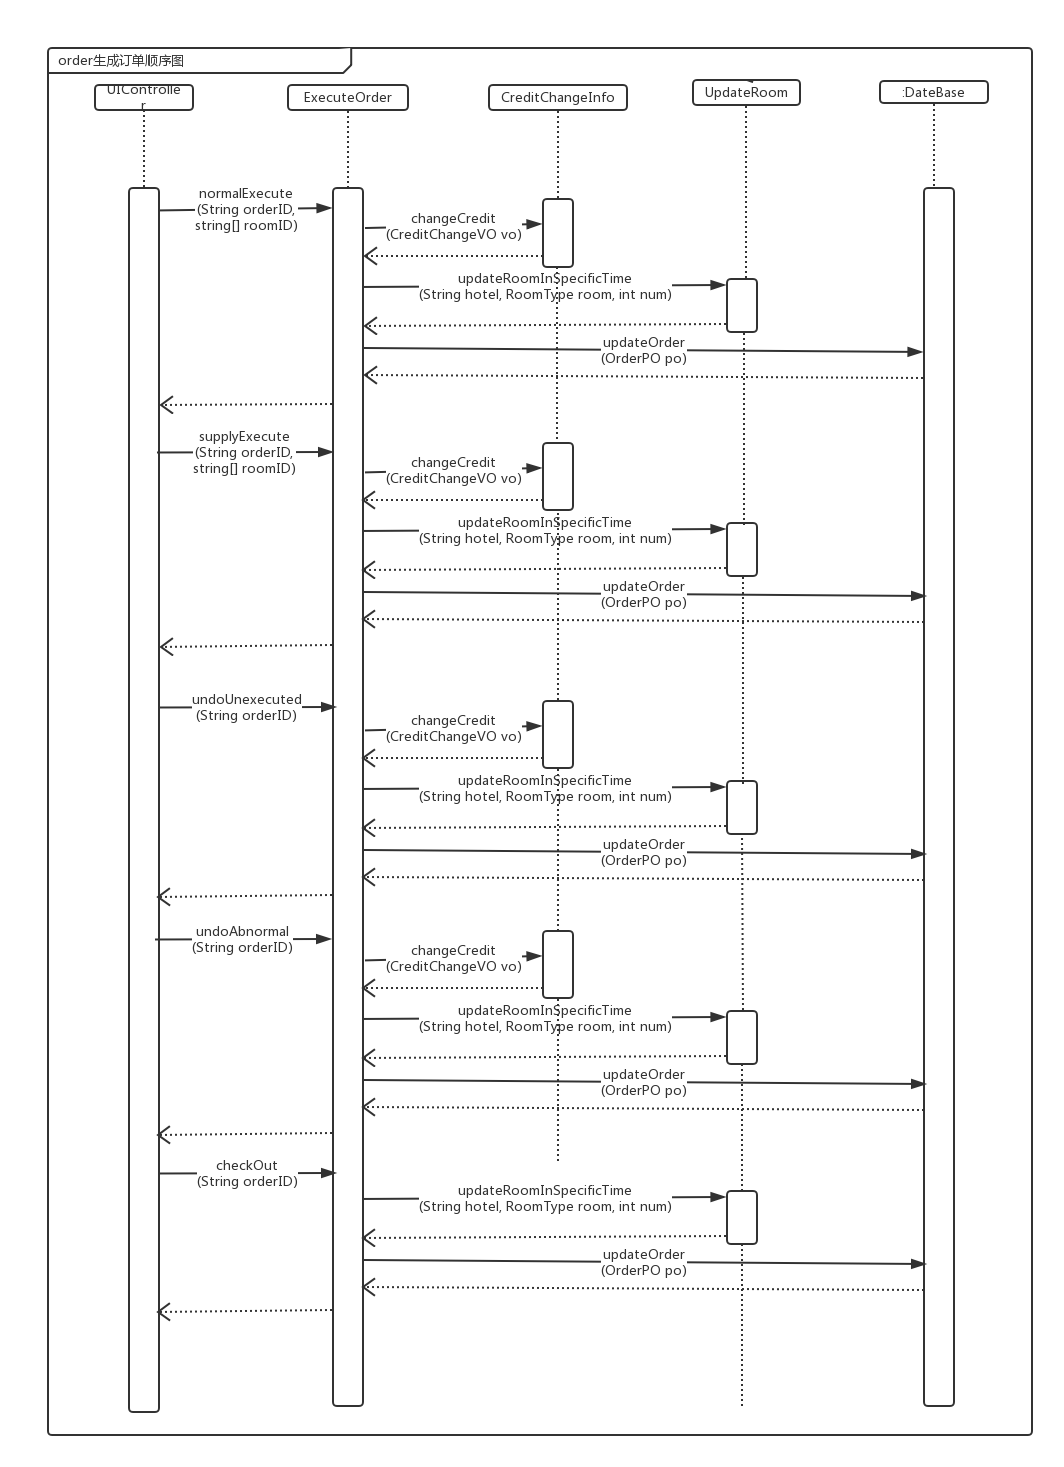 order生成订单顺序图
UIControlle
r
ExecuteOrder
CreditChangeInfo
UpdateRoom
:DateBase
normalExecute
(String orderID,
string[] roomID)
changeCredit
(CreditChangeVO vo)
updateRoomInSpecificTime
(String hotel, RoomType room, int num)
updateOrder
(OrderPO po)
supplyExecute
(String orderID,
string[] roomID)
changeCredit
(CreditChangeVO vo)
updateRoomInSpecificTime
(String hotel, RoomType room, int num)
updateOrder
(OrderPO po)
undoUnexecuted
(String orderID)
changeCredit
(CreditChangeVO vo)
updateRoomInSpecificTime
(String hotel, RoomType room, int num)
updateOrder
(OrderPO po)
undoAbnormal
(String orderID)
changeCredit
(CreditChangeVO vo)
updateRoomInSpecificTime
(String hotel, RoomType room, int num)
updateOrder
(OrderPO po)
checkOut
(String orderID)
updateRoomInSpecificTime
(String hotel, RoomType room, int num)
updateOrder
(OrderPO po)